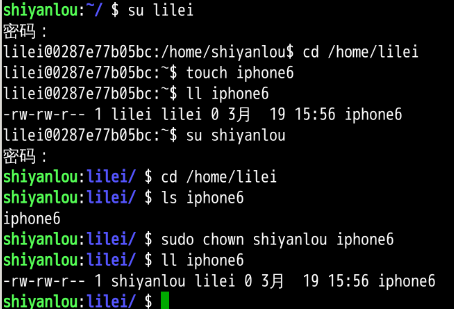 shiyanlou:~/ $ su lilei
密码：
lilei@0287e77b05bc:/home/shiyanlou$ cd /home/lilei
lilei@0287e77b05bc:~$ touch iphone6
lilei@0287e77b05bc:~$ ll iphone6
-rw-rw-r-- 1 lilei lilei 0 3月  19 15:56 iphone6
lilei@0287e77b05bc:~$ su shiyanlou
密码：
shiyanlou:lilei/ $ cd /home/lilei
shiyanlou:lilei/ $ ls iphone6
iphone6
shiyanlou:lilei/ $ sudo chown shiyanlou iphone6
shiyanlou:lilei/ $ ll iphone6
-rw-rw-r-- 1 shiyanlou lilei 0 3月  19 15:56 iphone6
shiyanlou:lilei/ $